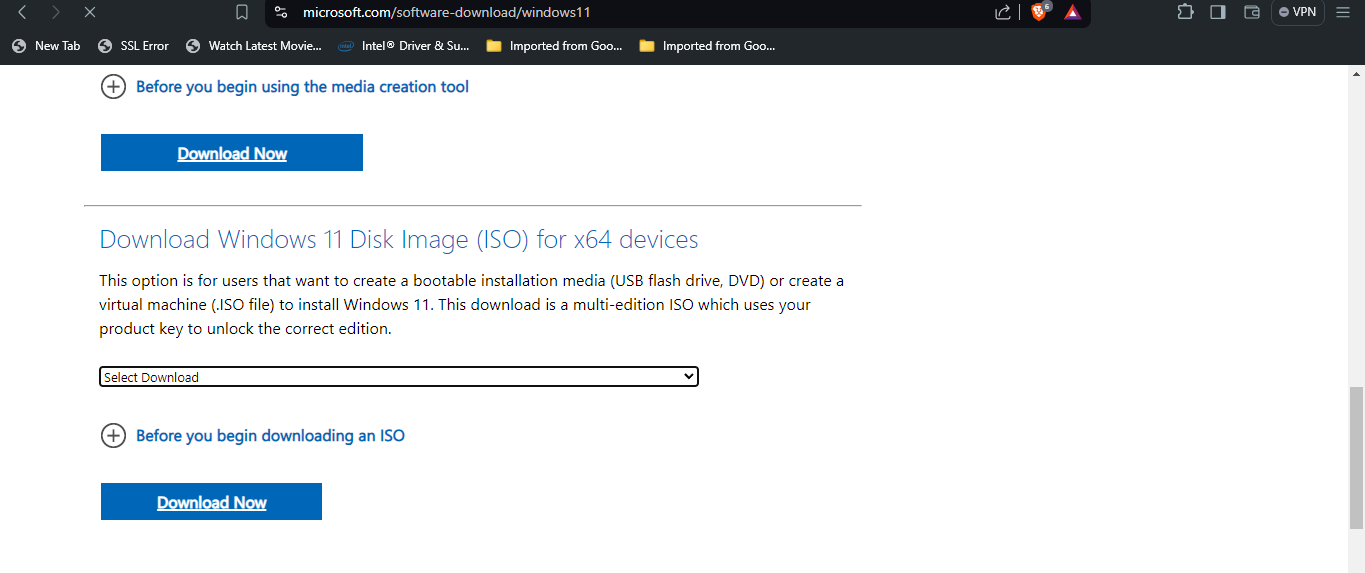 microsoft.com/software-download/windows11
6
VPN
New Tab
SSL Error
Watch Latest Movie...
intel
Intel® Driver & Su...
Imported from Goo...
Imported from Goo...
Before you begin using the media creation tool
Download Now
Download Windows 11 Disk Image (ISO) for x64 devices
This option is for users that want to create a bootable installation media (USB flash drive, DVD) or create a
virtual machine (.ISO file) to install Windows 11. This download is a multi-edition ISO which uses your
product key to unlock the correct edition.
Select Download
Before you begin downloading an ISO
Download Now